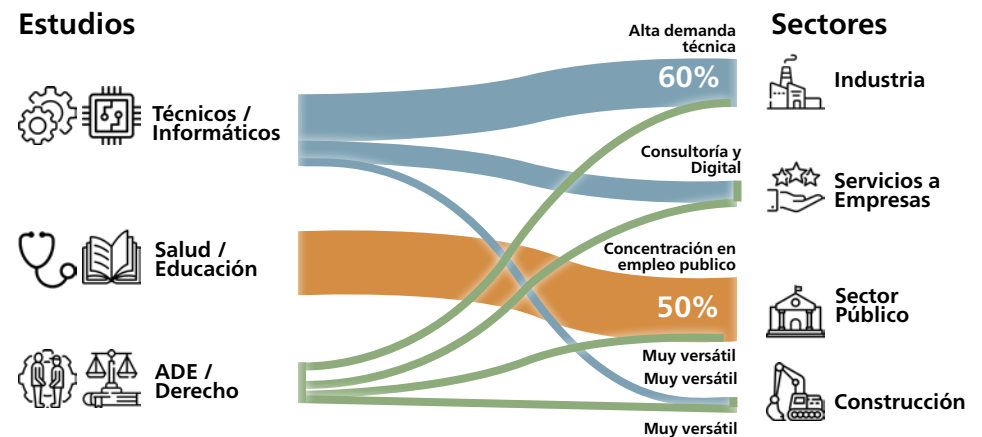 Estudios
Técnicos /
Informáticos
Salud /
Educación
ADE /
Derecho
Alta demanda
técnica
60%
Consultoría y
Digital
Concentración en
empleo publico
50%
Muy versátil
Muy versátil
Muy versátil
Sectores
Industria
Servicios a
Empresas
Sector
Público
Construcción